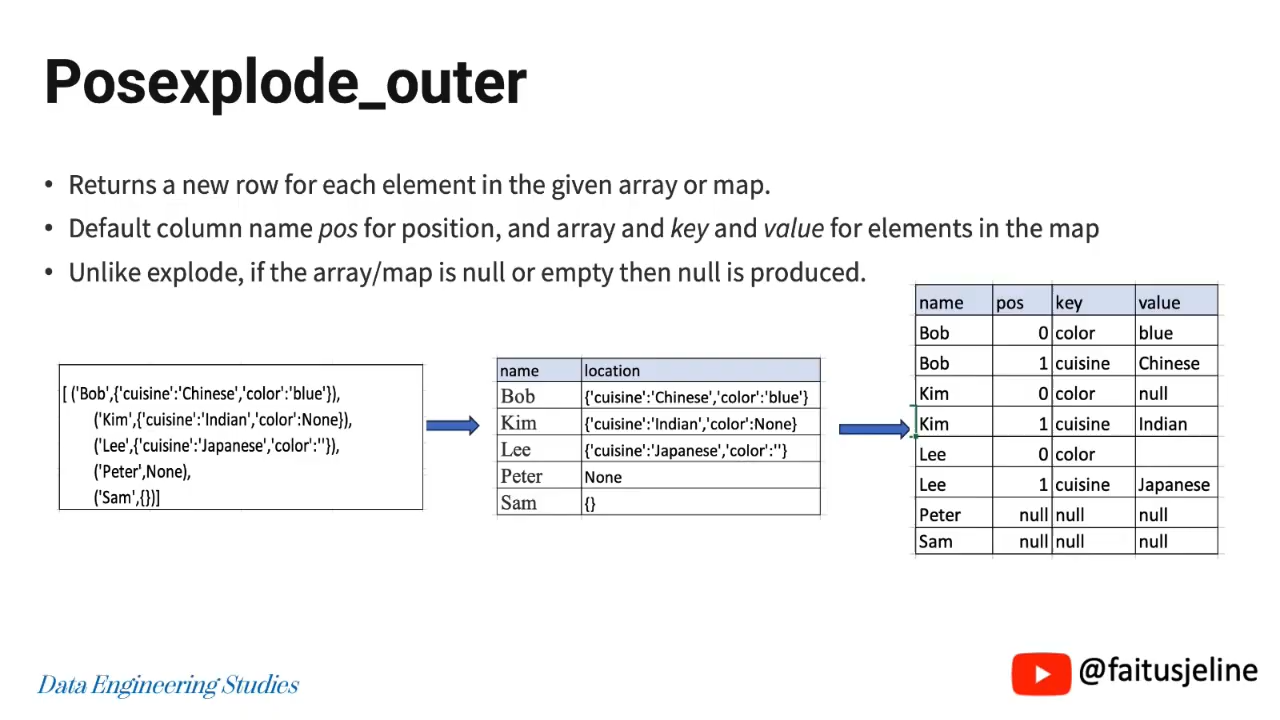 Posexplode_outer
• Returns a new row for each element in the given array or map.
• Default column name pos for position, and array and key and value for elements in the map
• Unlike explode, if the array/map is null or empty then null is produced.
[ ('Bob',{'cuisine':'Chinese','color':'blue'}),
('Kim',{'cuisine':'Indian','color':None}),
('Lee',{'cuisine':'Japanese','color':''}),
('Peter',None),
('Sam',{})]
name location
Bob {'cuisine':'Chinese','color':'blue'}
Kim {'cuisine':'Indian','color':None}
Lee {'cuisine':'Japanese','color':''}
Peter None
Sam {}
name pos key value
Bob 0 color blue
Bob 1 cuisine Chinese
Kim 0 color null
Kim 1 cuisine Indian
Lee 0 color
Lee 1 cuisine Japanese
Peter null null null
Sam null null null
Data Engineering Studies
@faitusjeline